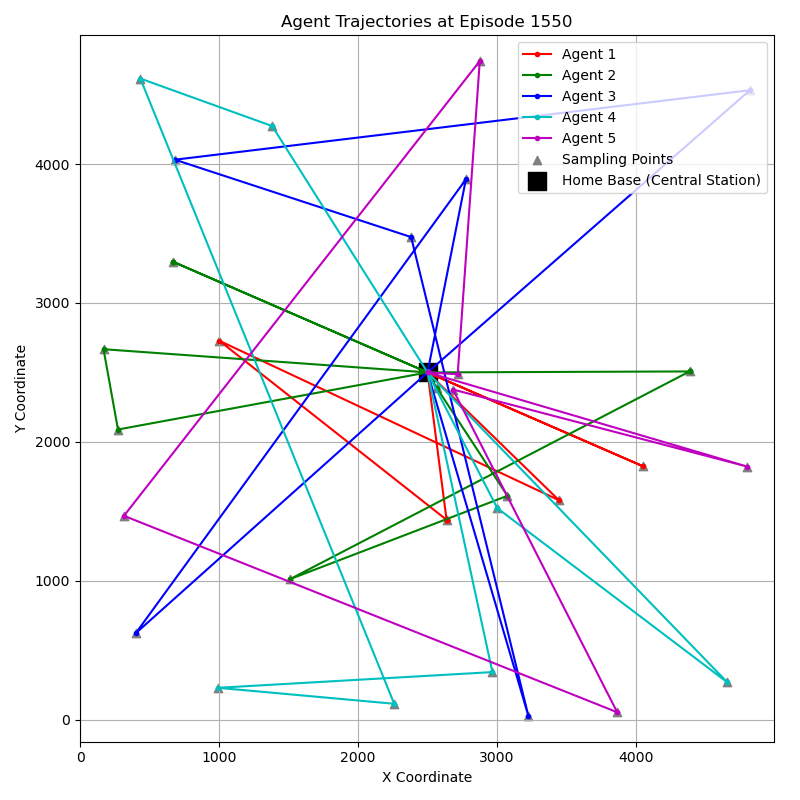 Agent Trajectories at Episode 1550
Agent 1
Agent 2
Agent 3
Agent 4
Agent 5
Sampling Points
Home Base (Central Station)
Y Coordinate
4000
3000
2000
1000
0
0 1000 2000 3000 4000
X Coordinate